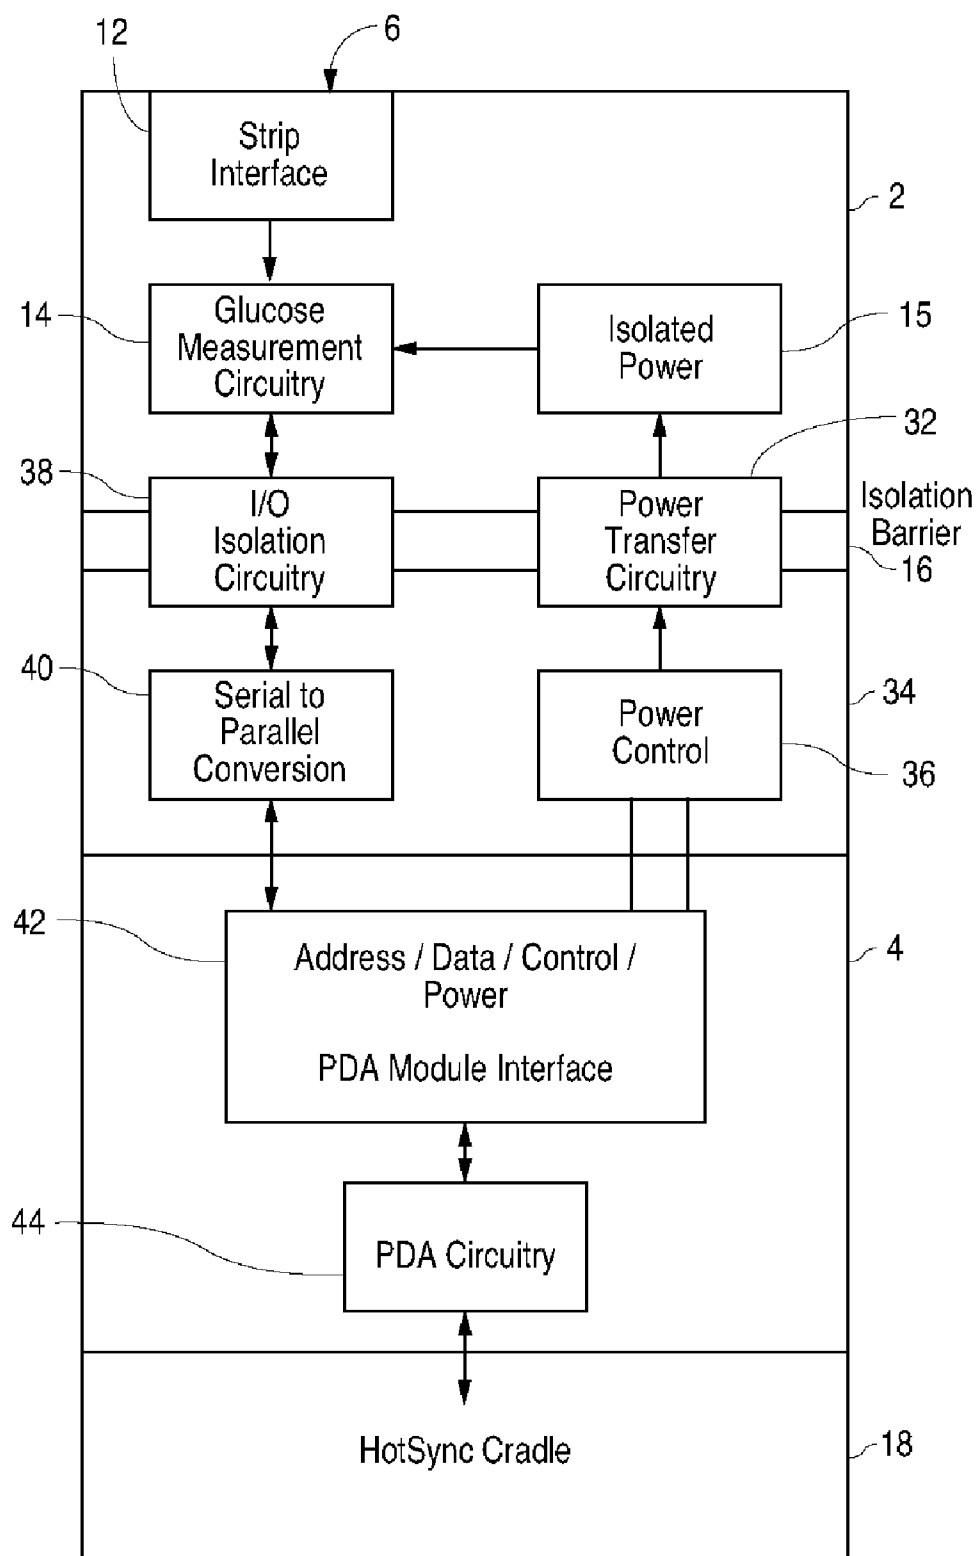 12
6
Strip
Interface
2
14
Glucose
Measurement
Circuitry
Isolated
Power
15
32
38
I/O
Isolation
Circuitry
Power
Transfer
Circuitry
Isolation
Barrier
16
40
Serial to
Parallel
Conversion
Power
Control
34
36
42
Address / Data / Control /
Power
PDA Module Interface
4
44
PDA Circuitry
HotSync Cradle
18